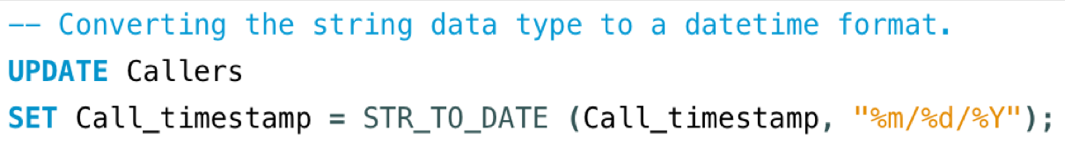 -- Converting the string data type to a datetime format.
UPDATE Callers
SET Call_timestamp = STR_TO_DATE (Call_timestamp, "%m/%d/%Y");